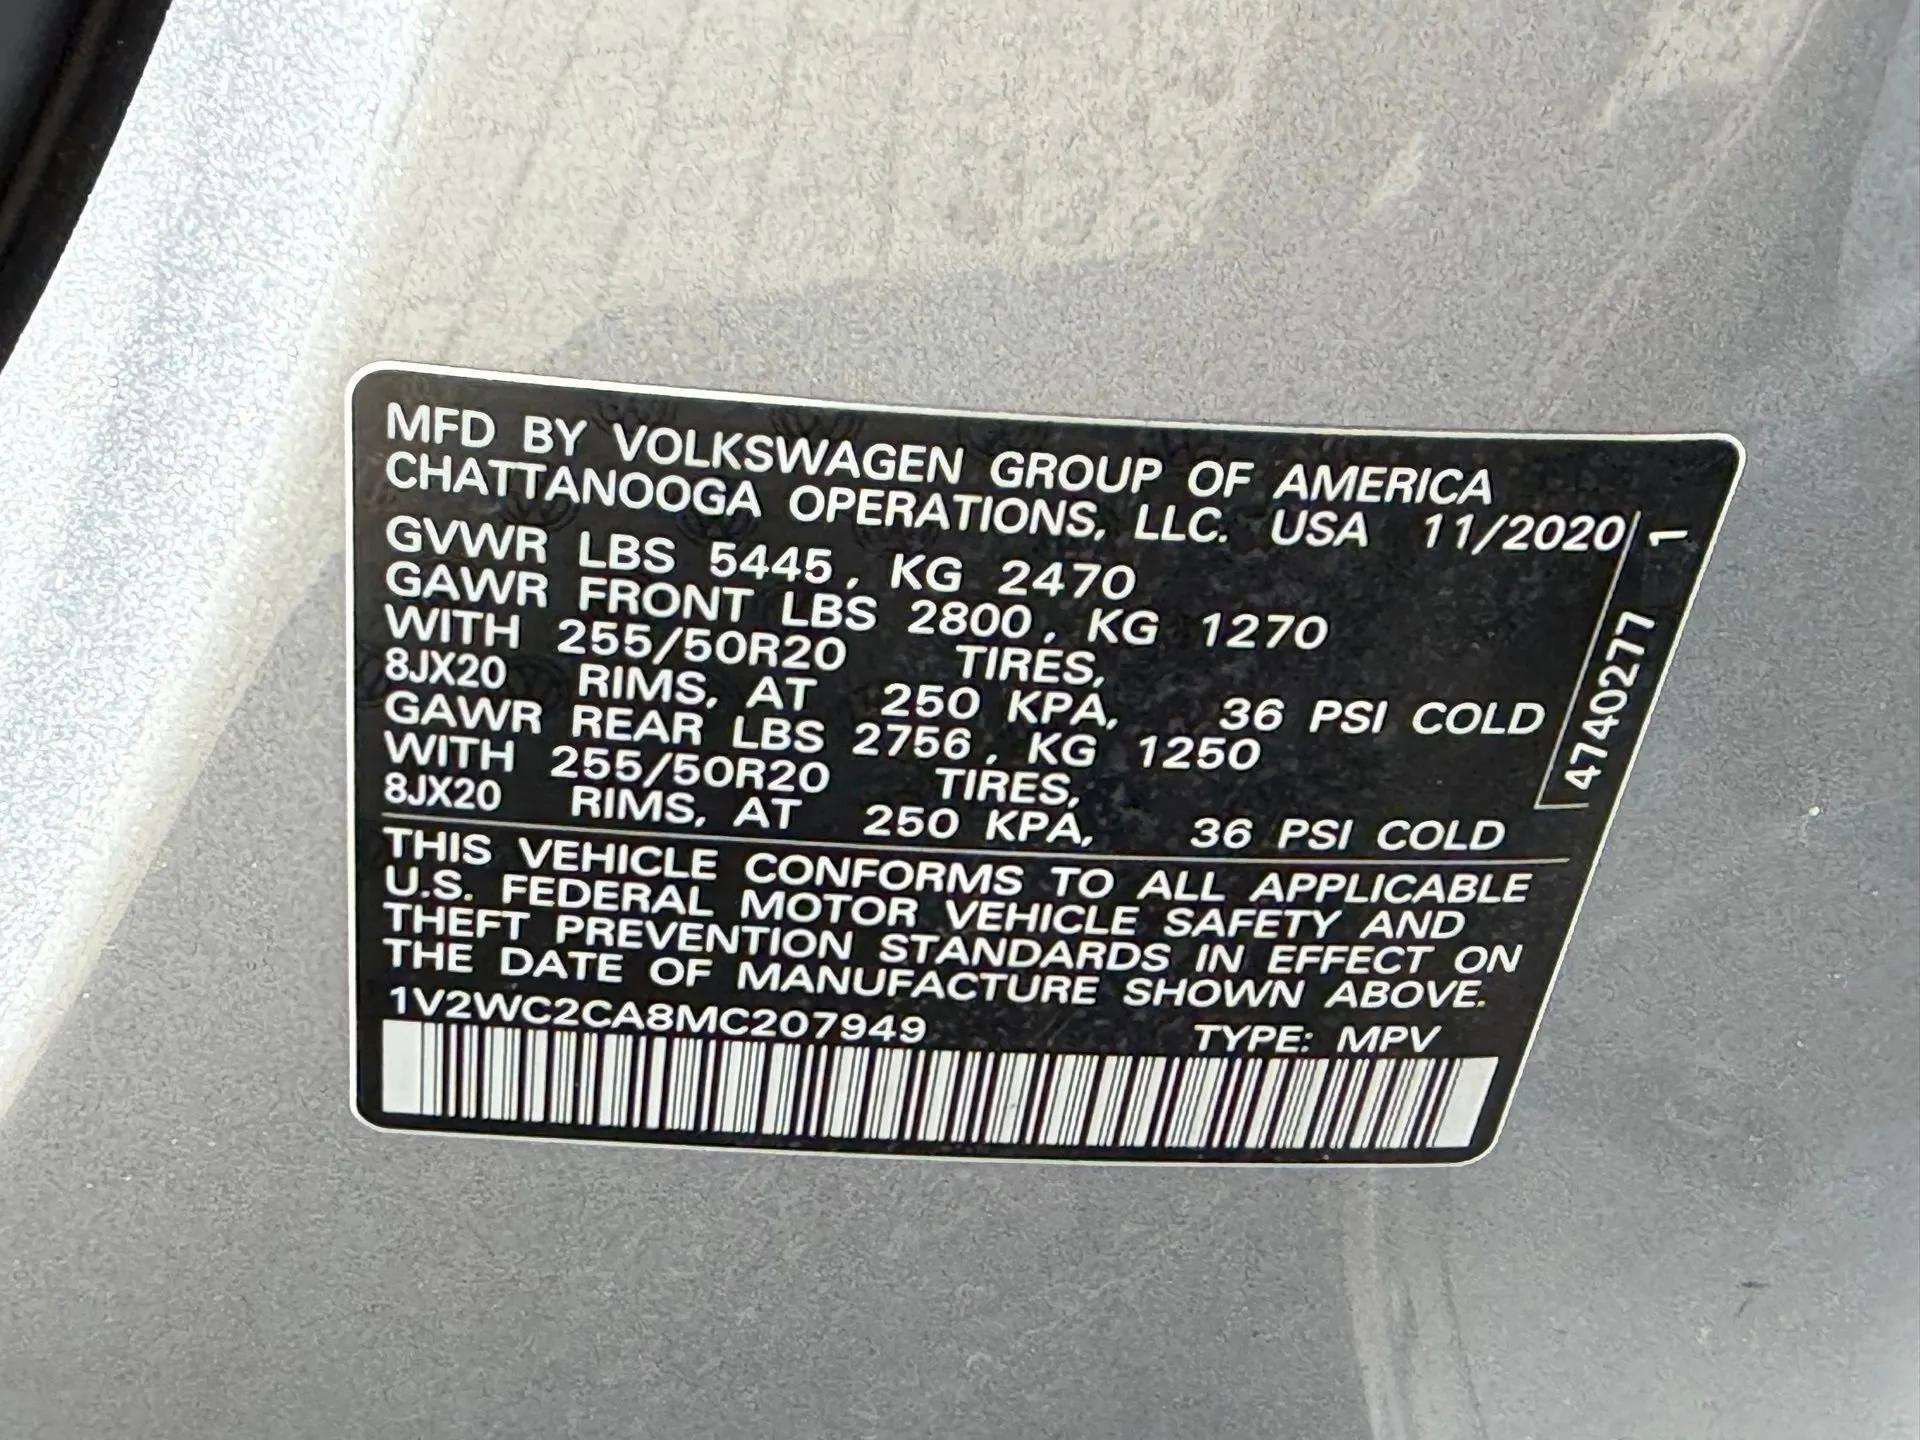 MFD BY VOLKSWAGEN GROUP OF AMERICA
CHATTANOOGA OPERATIONS, LLC. USA 11/2020
GVWR LBS 5445, KG 2470
GAWR FRONT LBS 2800, KG 1270
WITH 255/50R20 TIRES,
8JX20 RIMS, AT 250 KPA, 36 PSI COLD
GAWR REAR LBS 2756, KG 1250
WITH 255/50R20 TIRES,
8JX20 RIMS, AT 250 KPA, 36 PSI COLD
4740277 1
THIS VEHICLE CONFORMS TO ALL APPLICABLE
U.S. FEDERAL MOTOR VEHICLE SAFETY AND
THEFT PREVENTION STANDARDS IN EFFECT ON
THE DATE OF MANUFACTURE SHOWN ABOVE.
1V2WC2CA8MC207949 TYPE: MPV